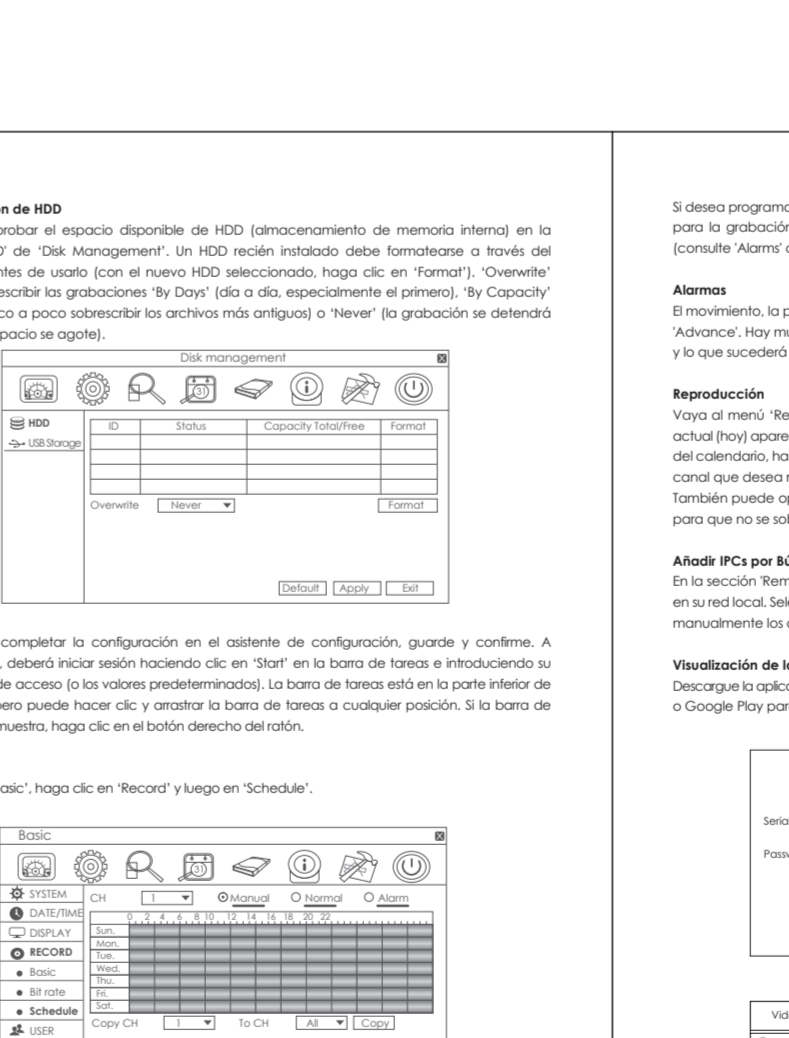 n de HDD
robar el espacio disponible de HDD (almacenamiento de memoria interna) en la
D' de 'Disk Management'. Un HDD recién instalado debe formatearse a través del
ntes de usarlo (con el nuevo HDD seleccionado, haga clic en 'Format'). 'Overwrite'
escribir las grabaciones 'By Days' (día a día, especialmente el primero), 'By Capacity'
co a poco sobrescribir los archivos más antiguos) o 'Never' (la grabación se detendrá
pacio se agote).
Disk management
31
HDD
USB Storage
ID Status Capacity Total/Free Format
Overwrite Never Format
Default Apply Exit
completar la configuración en el asistente de configuración, guarde y confirme. A
, deberá iniciar sesión haciendo clic en 'Start' en la barra de tareas e introduciendo su
de acceso (o los valores predeterminados). La barra de tareas está en la parte inferior de
pero puede hacer clic y arrastrar la barra de tareas a cualquier posición. Si la barra de
muestra, haga clic en el botón derecho del ratón.
asic', haga clic en 'Record' y luego en 'Schedule'.
Basic
31
SYSTEM
DATE/TIME
DISPLAY
RECORD
Basic
Bit rate
Schedule
USER
CH 1 Manual Normal Alarm
0 2 4 6 8 10 12 14 16 18 20 22
Sun.
Mon.
Tue.
Wed.
Thu.
Fri.
Sat.
Copy CH 1 To CH All Copy
Si desea programa
para la grabación
(consulte 'Alarms'
Alarmas
El movimiento, la p
'Advance'. Hay mu
y lo que sucederá
Reproducción
Vaya al menú 'Re
actual (hoy) apare
del calendario, ha
canal que desea
También puede op
para que no se sol
Añadir IPCs por Bú
En la sección 'Rem
en su red local. Sele
manualmente los
Visualización de l
Descargue la aplic
o Google Play par
Seria
Passw
Vid